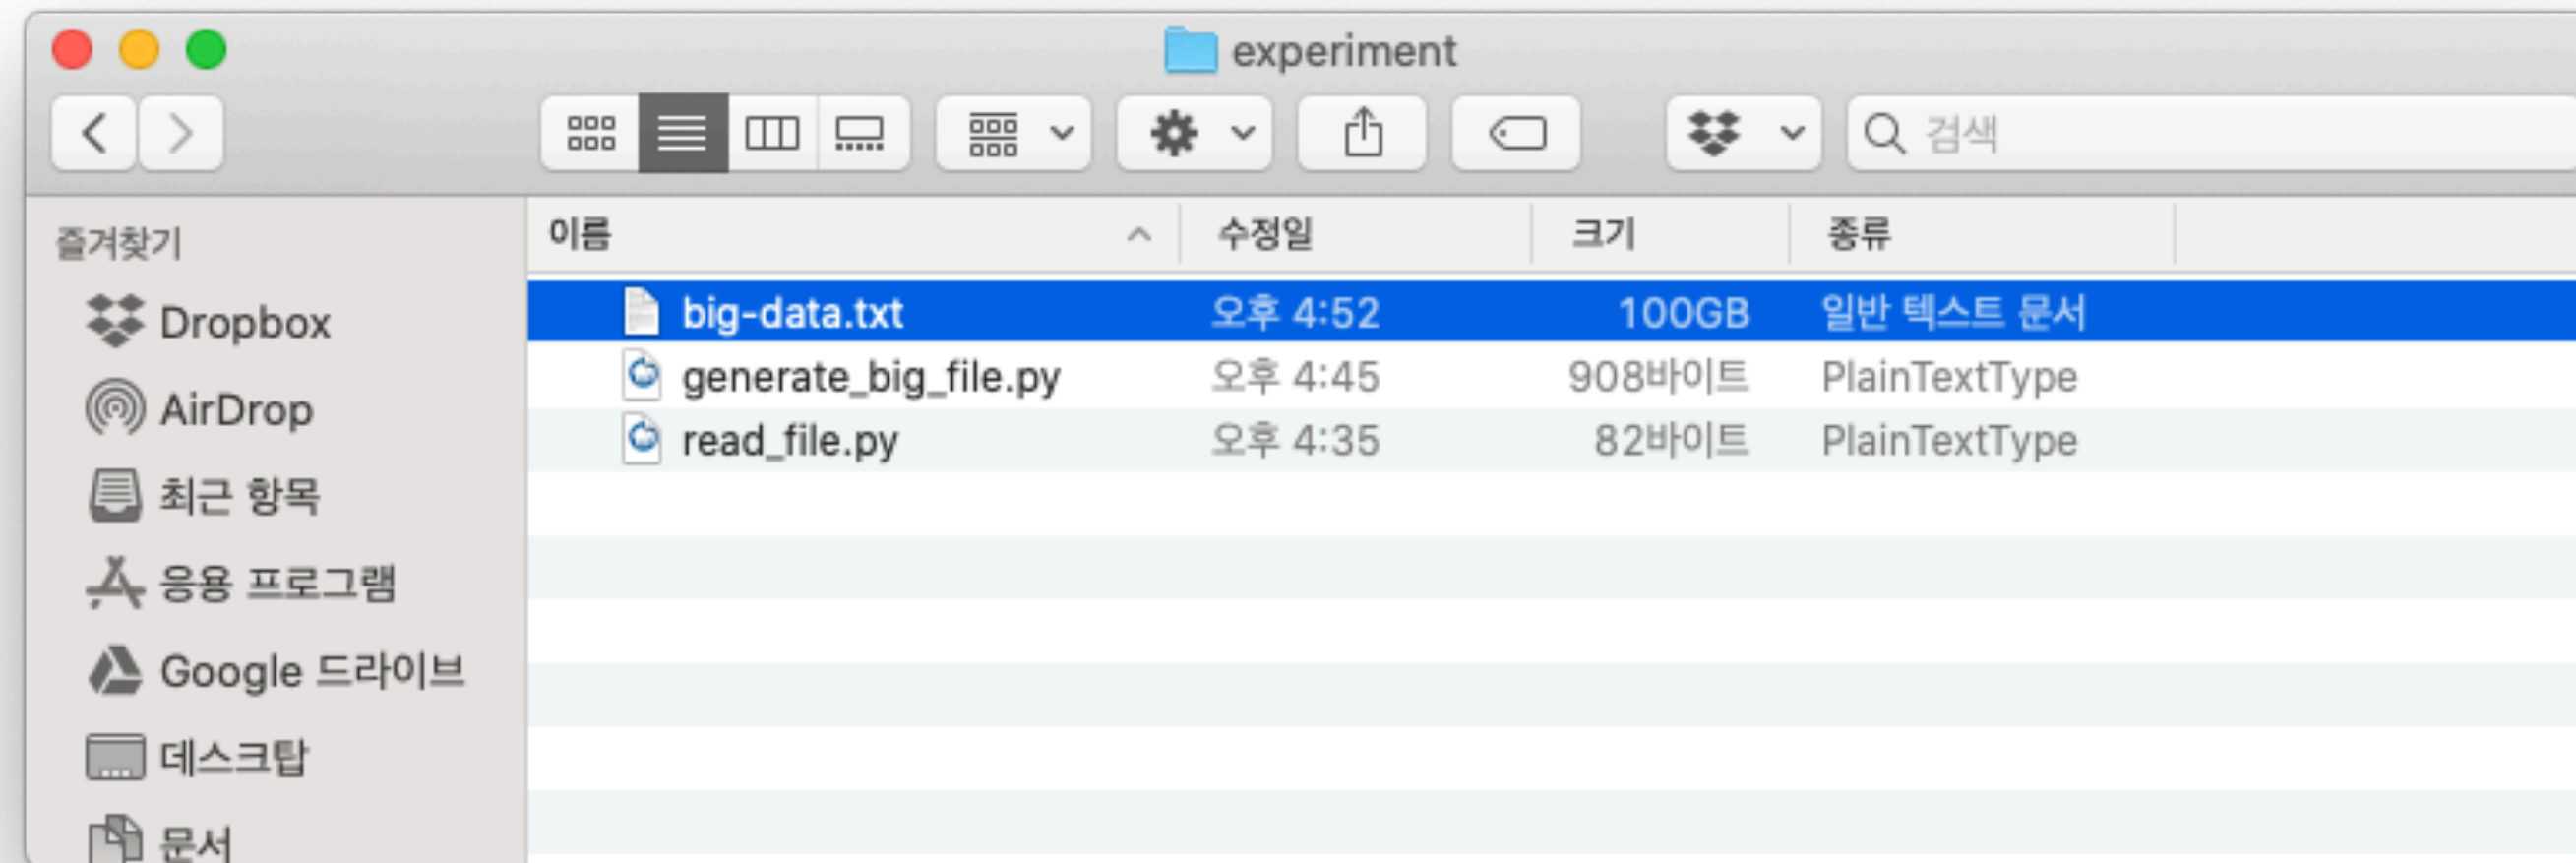 experiment
검색
즐겨찾기
Dropbox
AirDrop
최근 항목
응용 프로그램
Google 드라이브
데스크탑
문서
이름 수정일 크기 종류
big-data.txt 오후 4:52 100GB 일반 텍스트 문서
generate_big_file.py 오후 4:45 908바이트 PlainTextType
read_file.py 오후 4:35 82바이트 PlainTextType